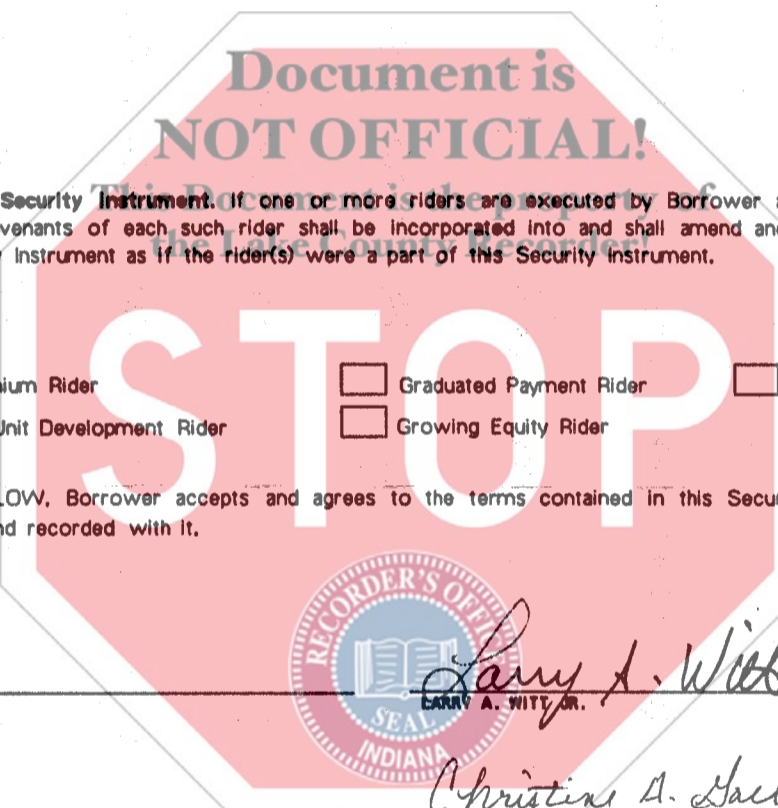 Document is
NOT OFFICIAL!
This Document is the property of
the Lake County Recorder!
Security Instrument. If one or more riders are executed by Borrower
venants of each such rider shall be incorporated into and shall amend and
Instrument as if the rider(s) were a part of this Security Instrument.
STOP
ium Rider
Graduated Payment Rider
Unit Development Rider
Growing Equity Rider
LOW, Borrower accepts and agrees to the terms contained in this Secu
nd recorded with it.
RECORDER'S OFFIC
SEAL
INDIANA
Larry A. Witt
LARRY A. WITT, JR.
Christine A.